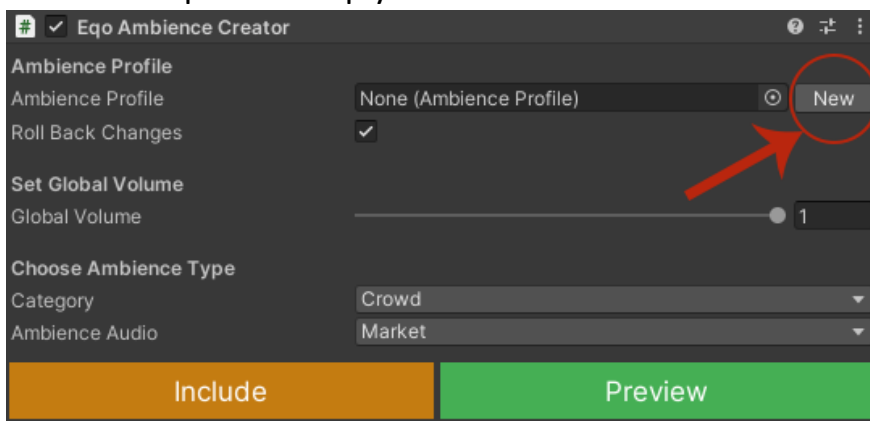 Eqo Ambience Creator
Ambience Profile
Ambience Profile None (Ambience Profile) New
Roll Back Changes
Set Global Volume
Global Volume 1
Choose Ambience Type
Category Crowd
Ambience Audio Market
Include Preview